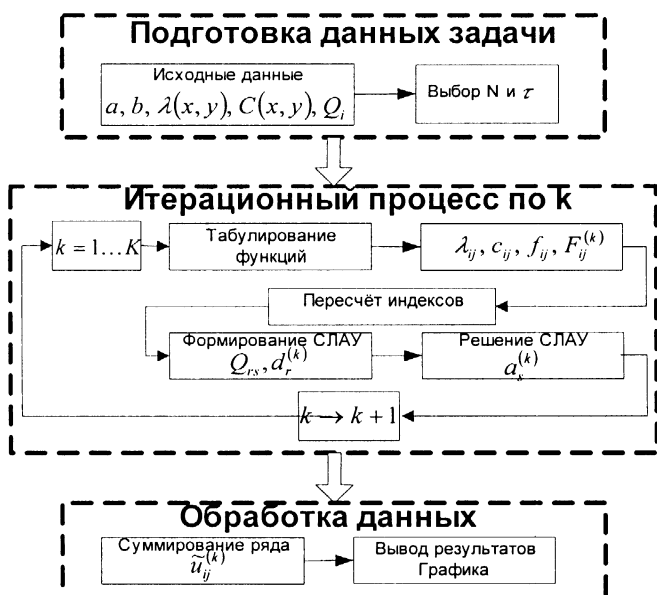 Подготовка данных задачи
Исходные данные
a, b, λ(x, y), C(x, y), Q_i
Выбор N и τ
Итерационный процесс по k
k = 1...K
Табулирование
функций
λ_ij, c_ij, f_ij, F_ij^(k)
Пересчёт индексов
Формирование СЛАУ
Q_rs, d_r^(k)
Решение СЛАУ
a_s^(k)
k → k + 1
Обработка данных
Суммирование ряда
ũ_ij^(k)
Вывод результатов
Графика